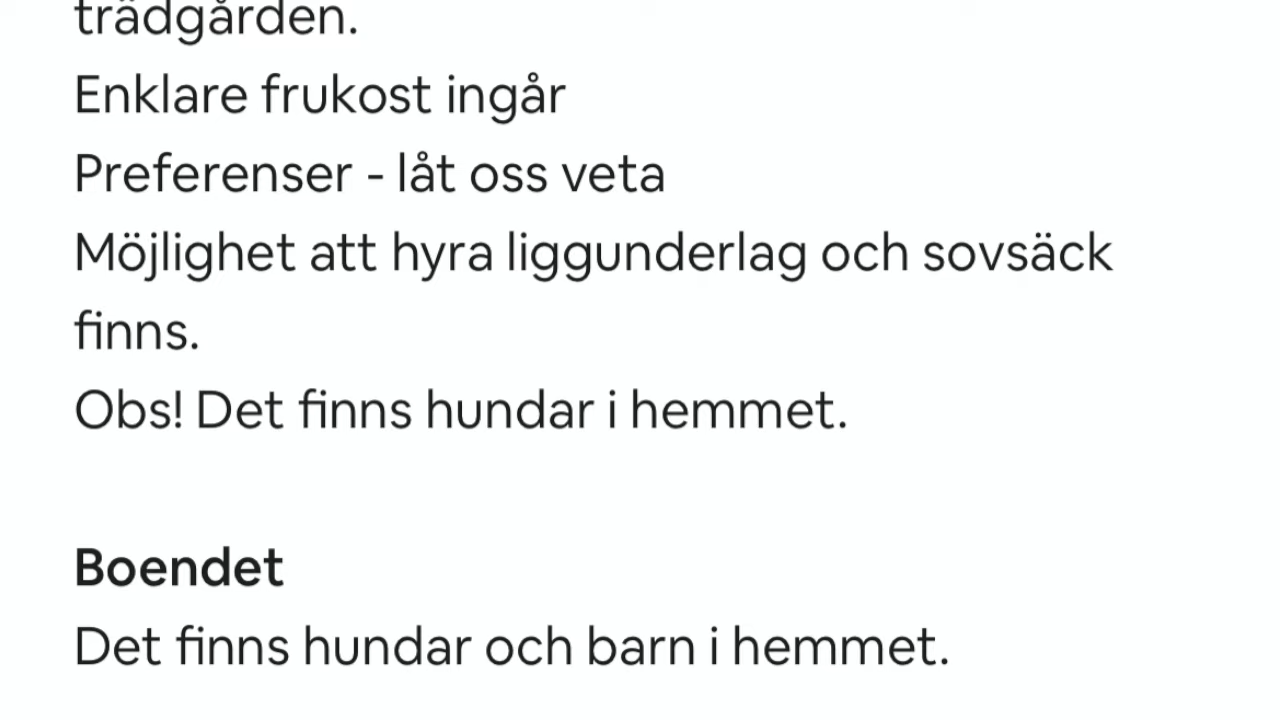 trädgården.
Enklare frukost ingår
Preferenser - låt oss veta
Möjlighet att hyra liggunderlag och sovsäck
finns.
Obs! Det finns hundar i hemmet.
Boendet
Det finns hundar och barn i hemmet.